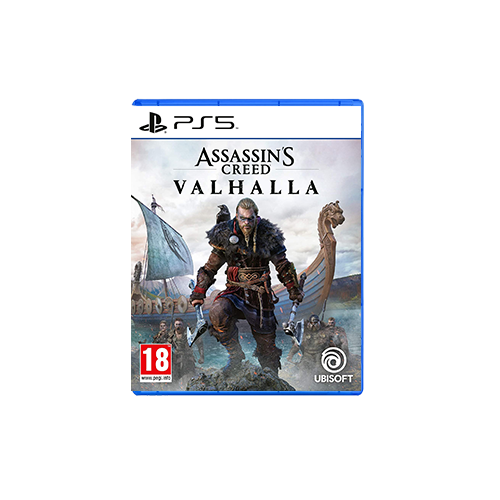 PS5
ASSASSIN'S
CREED
VALHALLA
18
www.pegi.info
UBISOFT